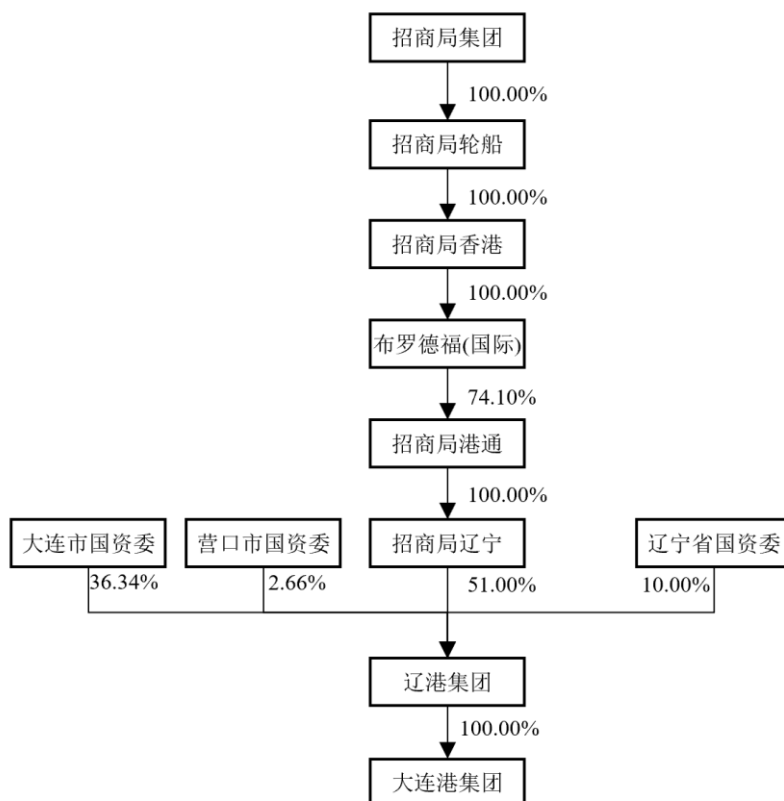 招商局集团
100.00%
招商局轮船
100.00%
招商局香港
100.00%
布罗德福(国际)
74.10%
招商局港通
100.00%
大连市国资委
营口市国资委
招商局辽宁
辽宁省国资委
36.34%
2.66%
51.00%
10.00%
辽港集团
100.00%
大连港集团